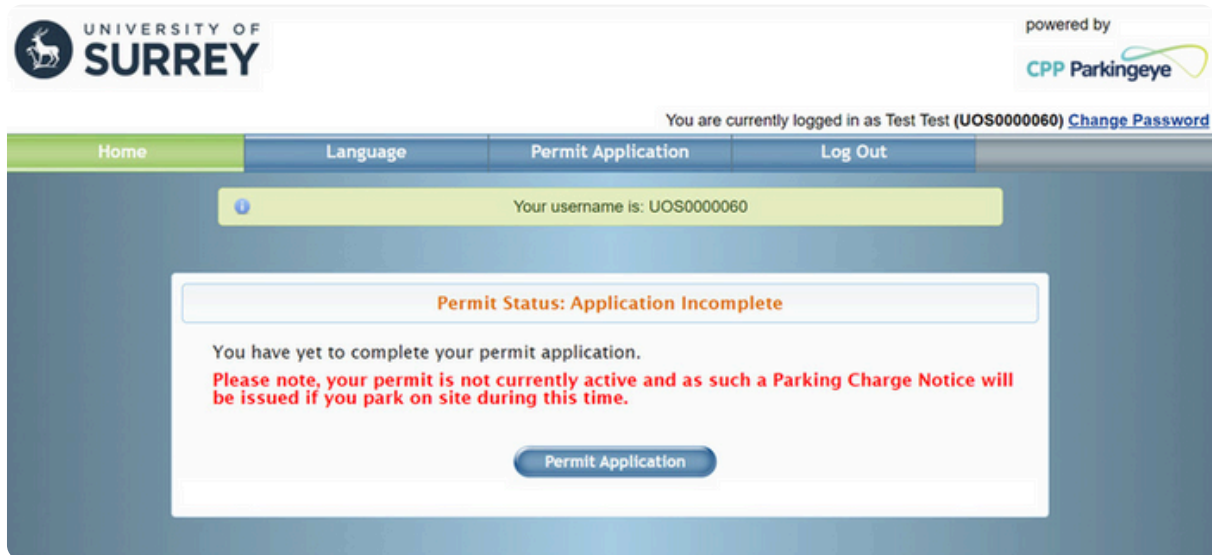 UNIVERSITY OF
SURREY
powered by
CPP Parkingeye
You are currently logged in as Test Test (UOS0000060) Change Password
Home Language Permit Application Log Out
Your username is: UOS0000060
Permit Status: Application Incomplete
You have yet to complete your permit application.
Please note, your permit is not currently active and as such a Parking Charge Notice will
be issued if you park on site during this time.
Permit Application